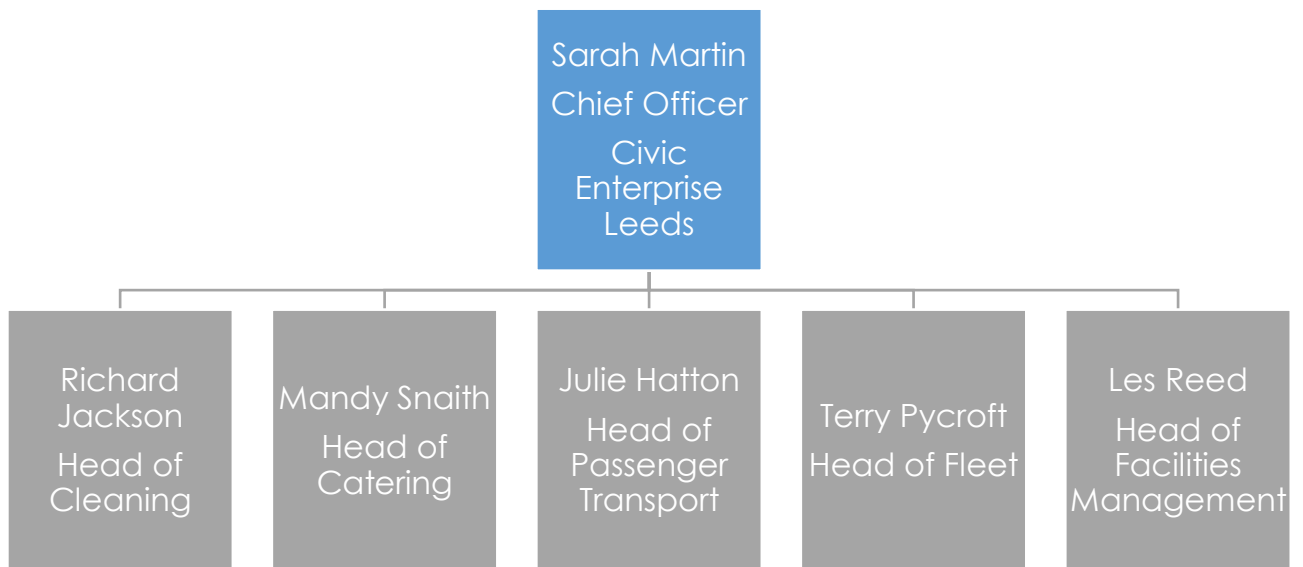 Sarah Martin
Chief Officer
Civic
Enterprise
Leeds
Richard
Jackson
Head of
Cleaning
Mandy Snaith
Head of
Catering
Julie Hatton
Head of
Passenger
Transport
Terry Pycroft
Head of Fleet
Les Reed
Head of
Facilities
Management